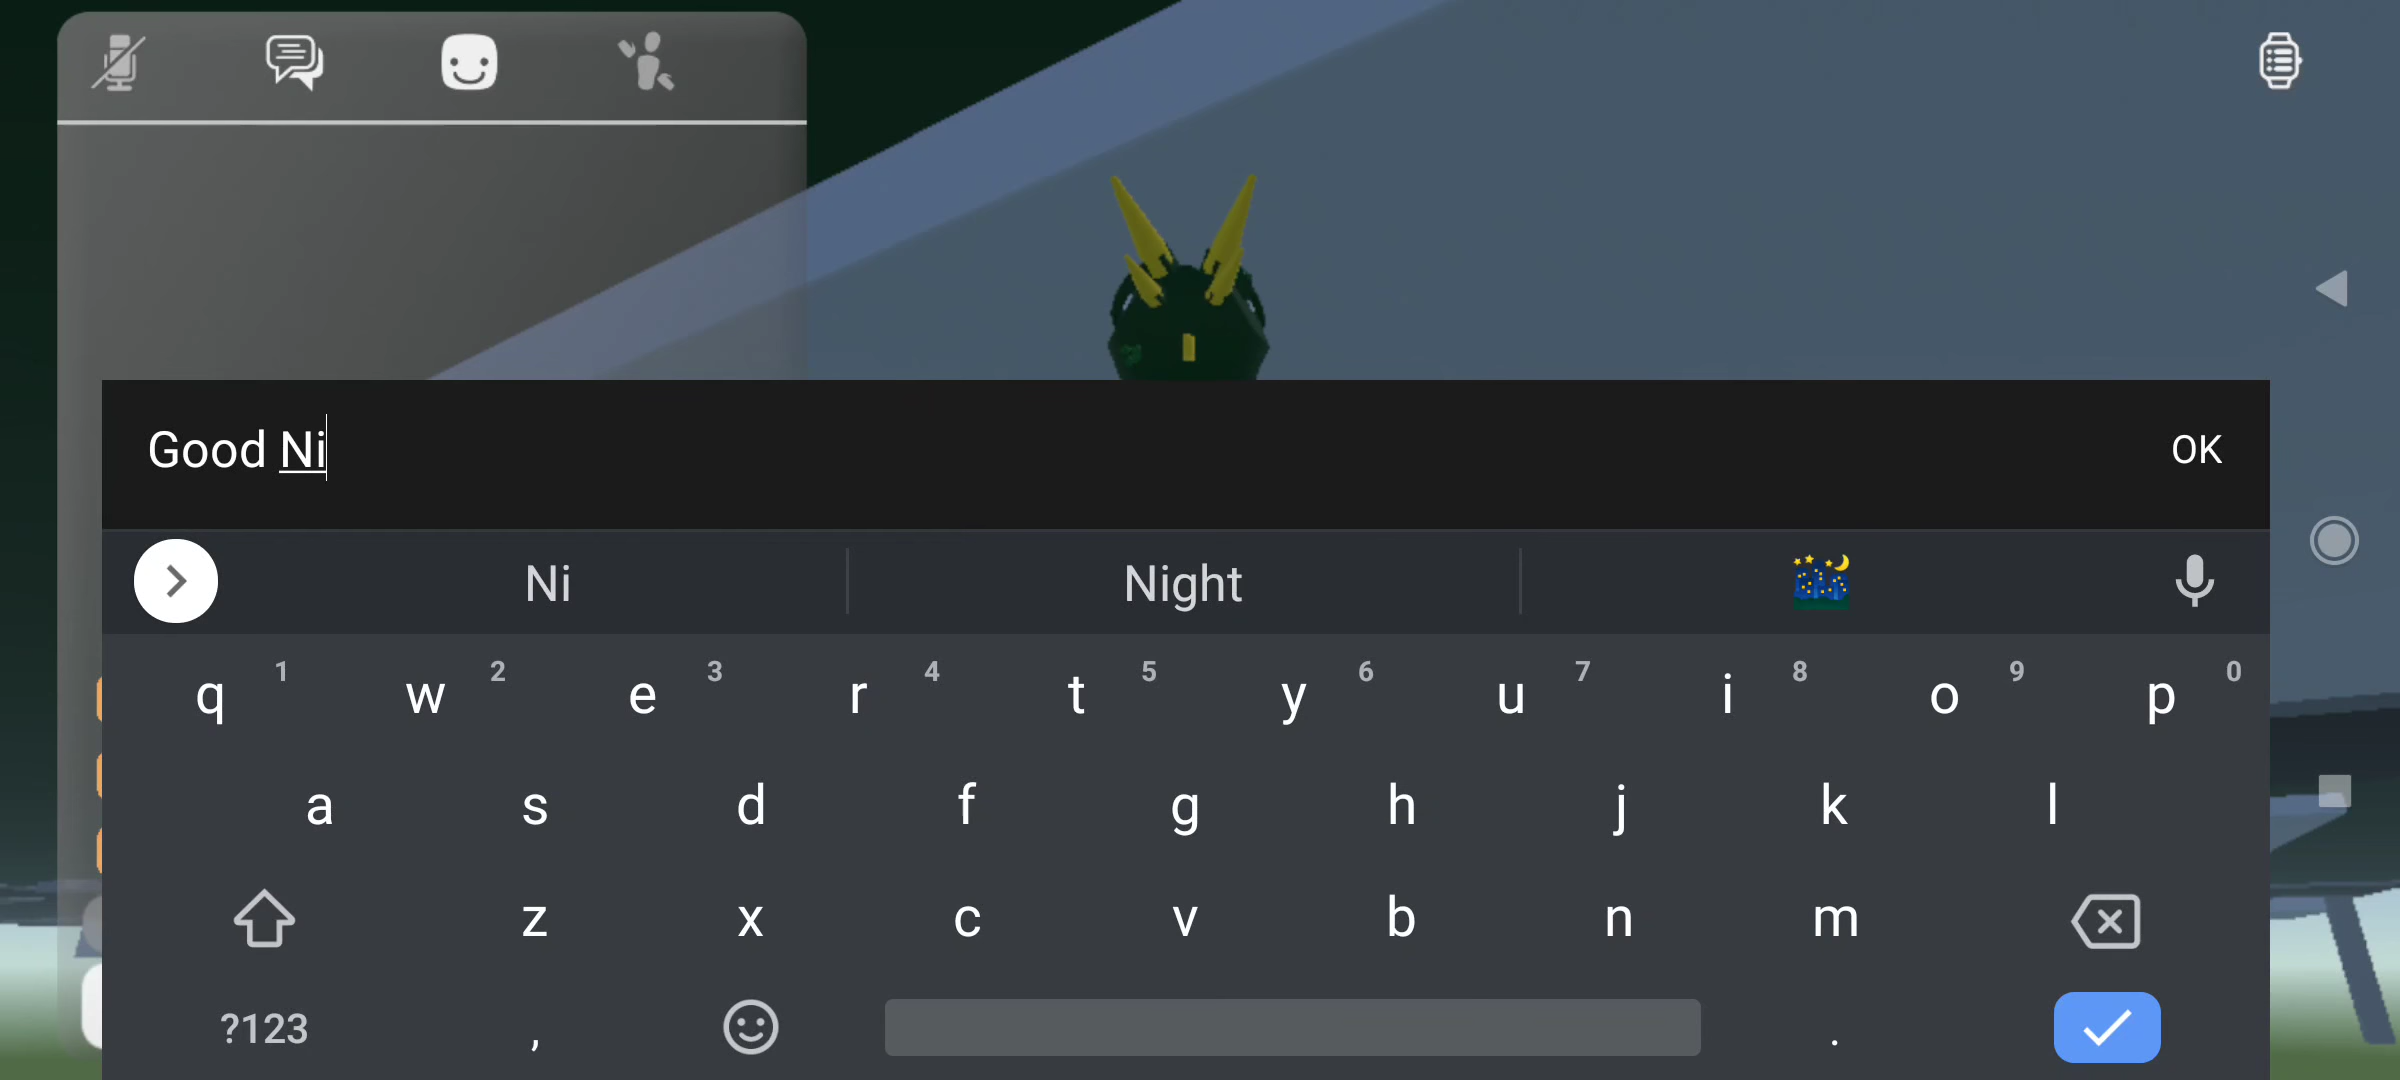 Good Ni
OK
Ni Night
q 1 w 2 e 3 r 4 t 5 y 6 u 7 i 8 o 9 p 0
a s d f g h j k l
z x c v b n m
?123 , .